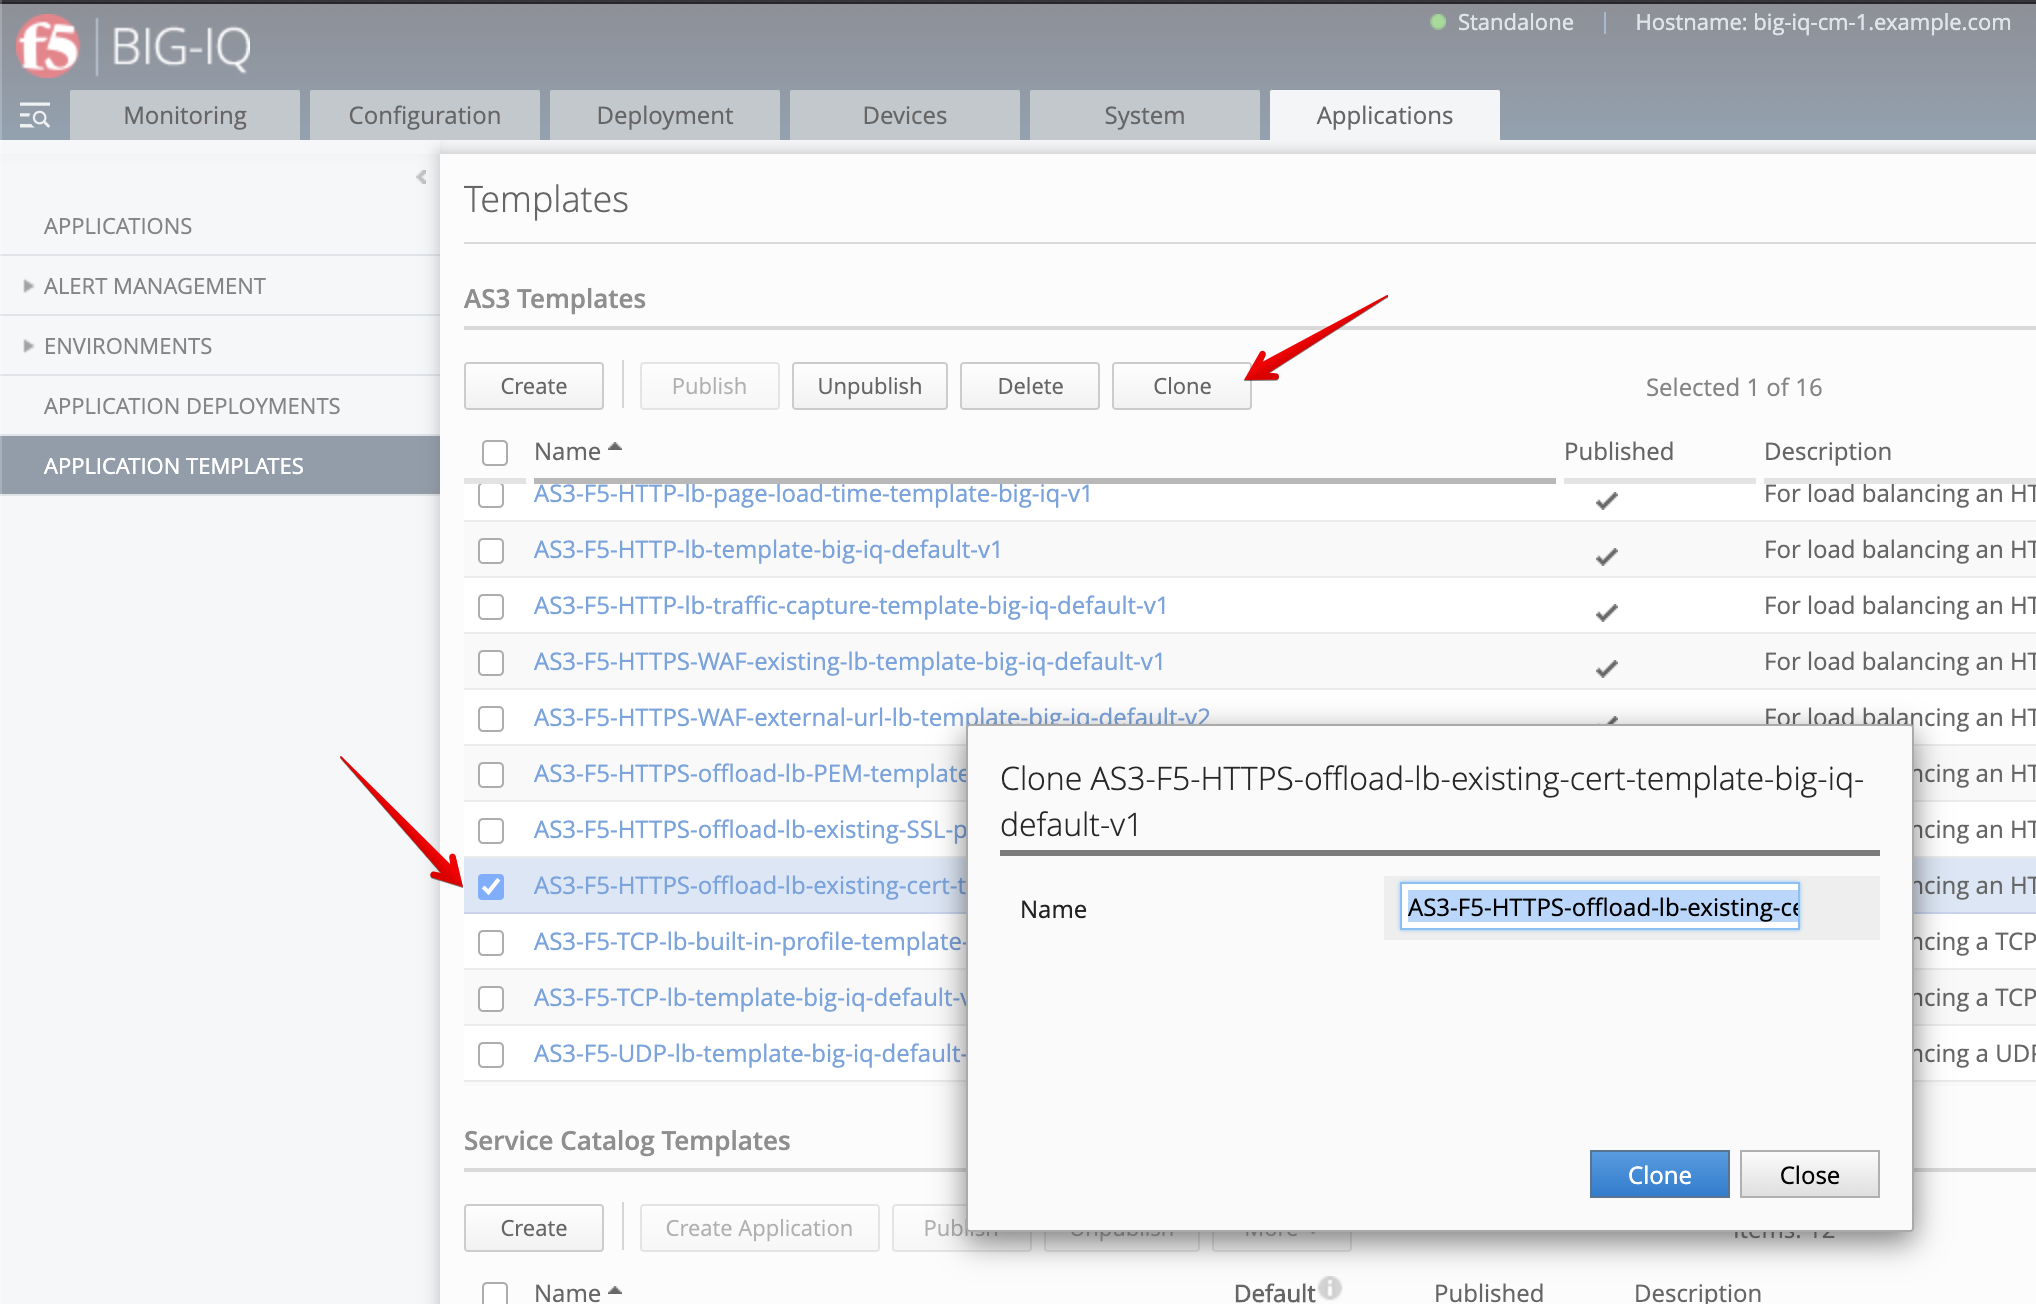 f5 BIG-IQ
Standalone | Hostname: big-iq-cm-1.example.com
Monitoring Configuration Deployment Devices System Applications
APPLICATIONS
ALERT MANAGEMENT
ENVIRONMENTS
APPLICATION DEPLOYMENTS
APPLICATION TEMPLATES
Templates
AS3 Templates
Create Publish Unpublish Delete Clone Selected 1 of 16
Name Published Description
AS3-F5-HTTP-lb-page-load-time-template-big-iq-v1 For load balancing an HT
AS3-F5-HTTP-lb-template-big-iq-default-v1 For load balancing an HT
AS3-F5-HTTP-lb-traffic-capture-template-big-iq-default-v1 For load balancing an HT
AS3-F5-HTTPS-WAF-existing-lb-template-big-iq-default-v1 For load balancing an HT
AS3-F5-HTTPS-WAF-external-url-lb-template-big-iq-default-v2 For load balancing an HT
AS3-F5-HTTPS-offload-lb-PEM-template ncing an HT
AS3-F5-HTTPS-offload-lb-existing-SSL-p ncing an HT
AS3-F5-HTTPS-offload-lb-existing-cert-t ncing an HT
AS3-F5-TCP-lb-built-in-profile-template- ncing a TCP
AS3-F5-TCP-lb-template-big-iq-default-v ncing a TCP
AS3-F5-UDP-lb-template-big-iq-default- ncing a UDP
Clone AS3-F5-HTTPS-offload-lb-existing-cert-template-big-iq-
default-v1
Name AS3-F5-HTTPS-offload-lb-existing-ce
Clone Close
Service Catalog Templates
Create Create Application Publish Unpublish More Items: 12
Name Default Published Description